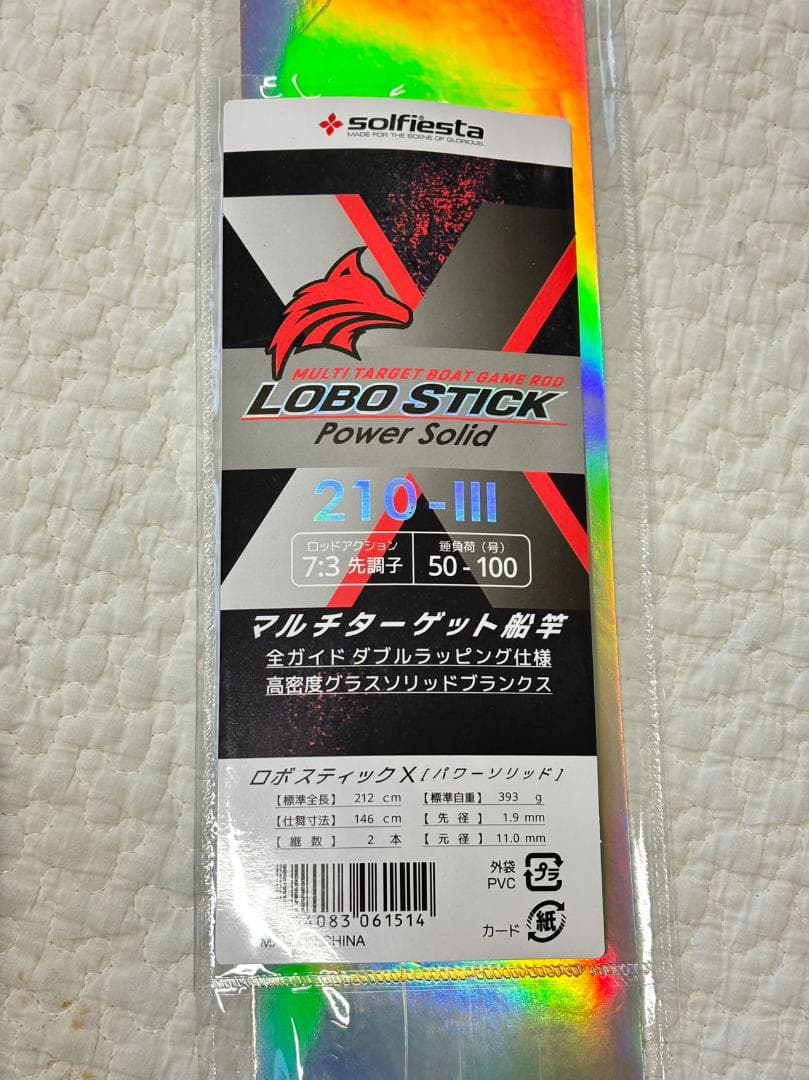 solfiesta
MADE FOR THE SCENE OF GLORIOUS.
MULTI TARGET BOAT GAME ROD
LOBO STICK
Power Solid
210-III
ロッドアクション 錘負荷（号）
7:3 先調子 50-100
マルチターゲット船竿
全ガイド ダブルラッピング仕様
高密度グラスソリッドブランクス
ロボスティックX [パワーソリッド]
【標準全長】 212 cm 【標準自重】 393 g
【仕舞寸法】 146 cm 【先径】 1.9 mm
【継数】 2 本 【元径】 11.0 mm
外袋
PVC
プラ
カード
紙
4083 061514
CHINA